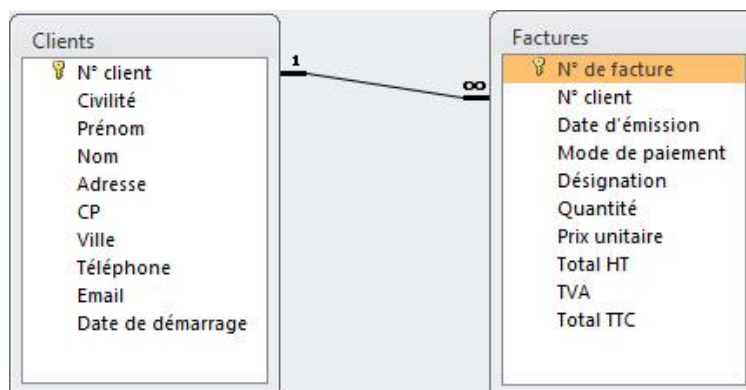 Clients
N° client
Civilité
Prénom
Nom
Adresse
CP
Ville
Téléphone
Email
Date de démarrage
1
∞
Factures
N° de facture
N° client
Date d'émission
Mode de paiement
Désignation
Quantité
Prix unitaire
Total HT
TVA
Total TTC